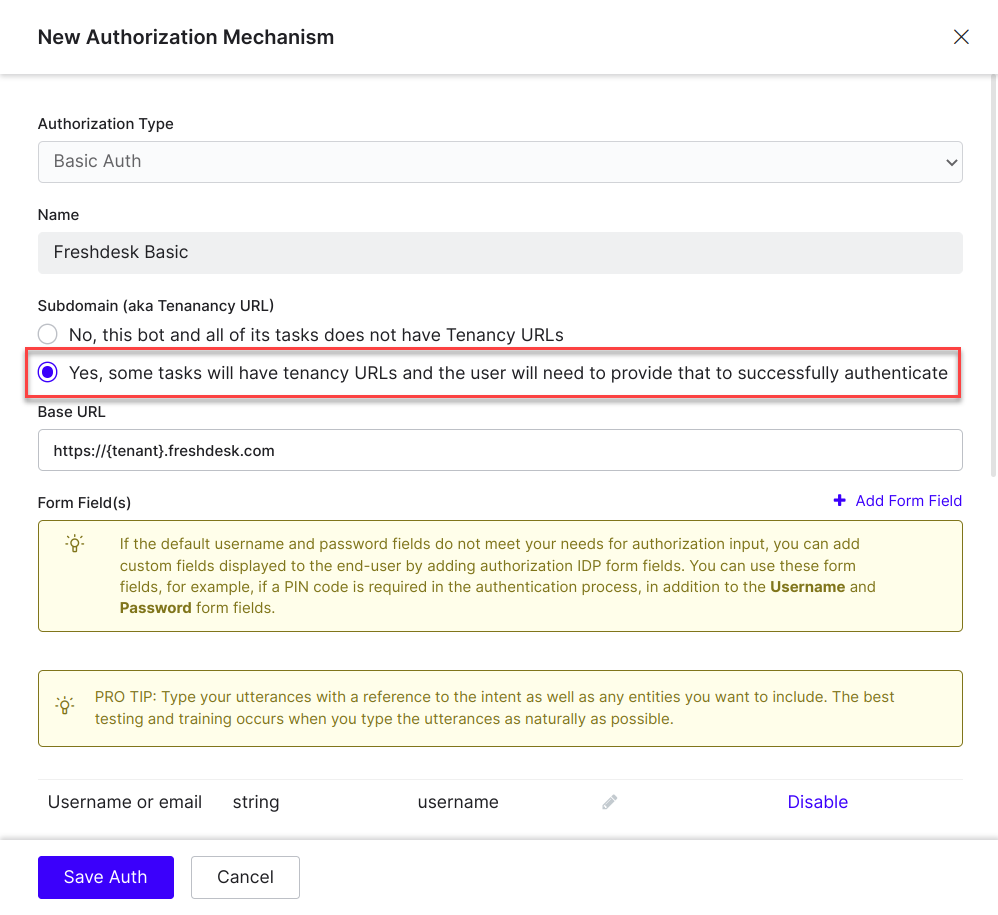 New Authorization Mechanism
Authorization Type
Basic Auth
Name
Freshdesk Basic
Subdomain (aka Tenanancy URL)
No, this bot and all of its tasks does not have Tenancy URLs
Yes, some tasks will have tenancy URLs and the user will need to provide that to successfully authenticate
Base URL
https://{tenant}.freshdesk.com
Form Field(s)
+ Add Form Field
If the default username and password fields do not meet your needs for authorization input, you can add
custom fields displayed to the end-user by adding authorization IDP form fields. You can use these form
fields, for example, if a PIN code is required in the authentication process, in addition to the Username and
Password form fields.
PRO TIP: Type your utterances with a reference to the intent as well as any entities you want to include. The best
testing and training occurs when you type the utterances as naturally as possible.
Username or email string username Disable
Save Auth Cancel